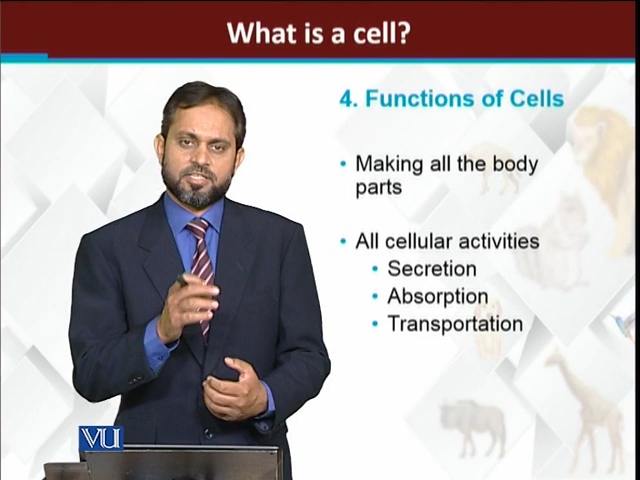 What is a cell?
4. Functions of Cells
• Making all the body
parts
• All cellular activities
• Secretion
• Absorption
• Transportation
VU